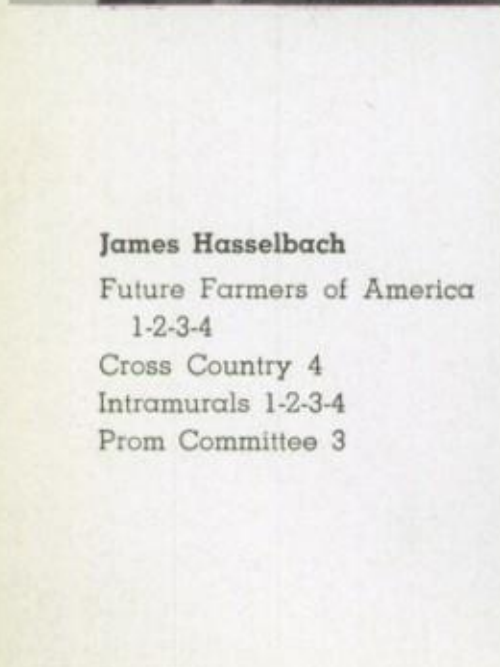 James Hasselbach
Future Farmers of America
1-2-3-4
Cross Country 4
Intramurals 1-2-3-4
Prom Committee 3